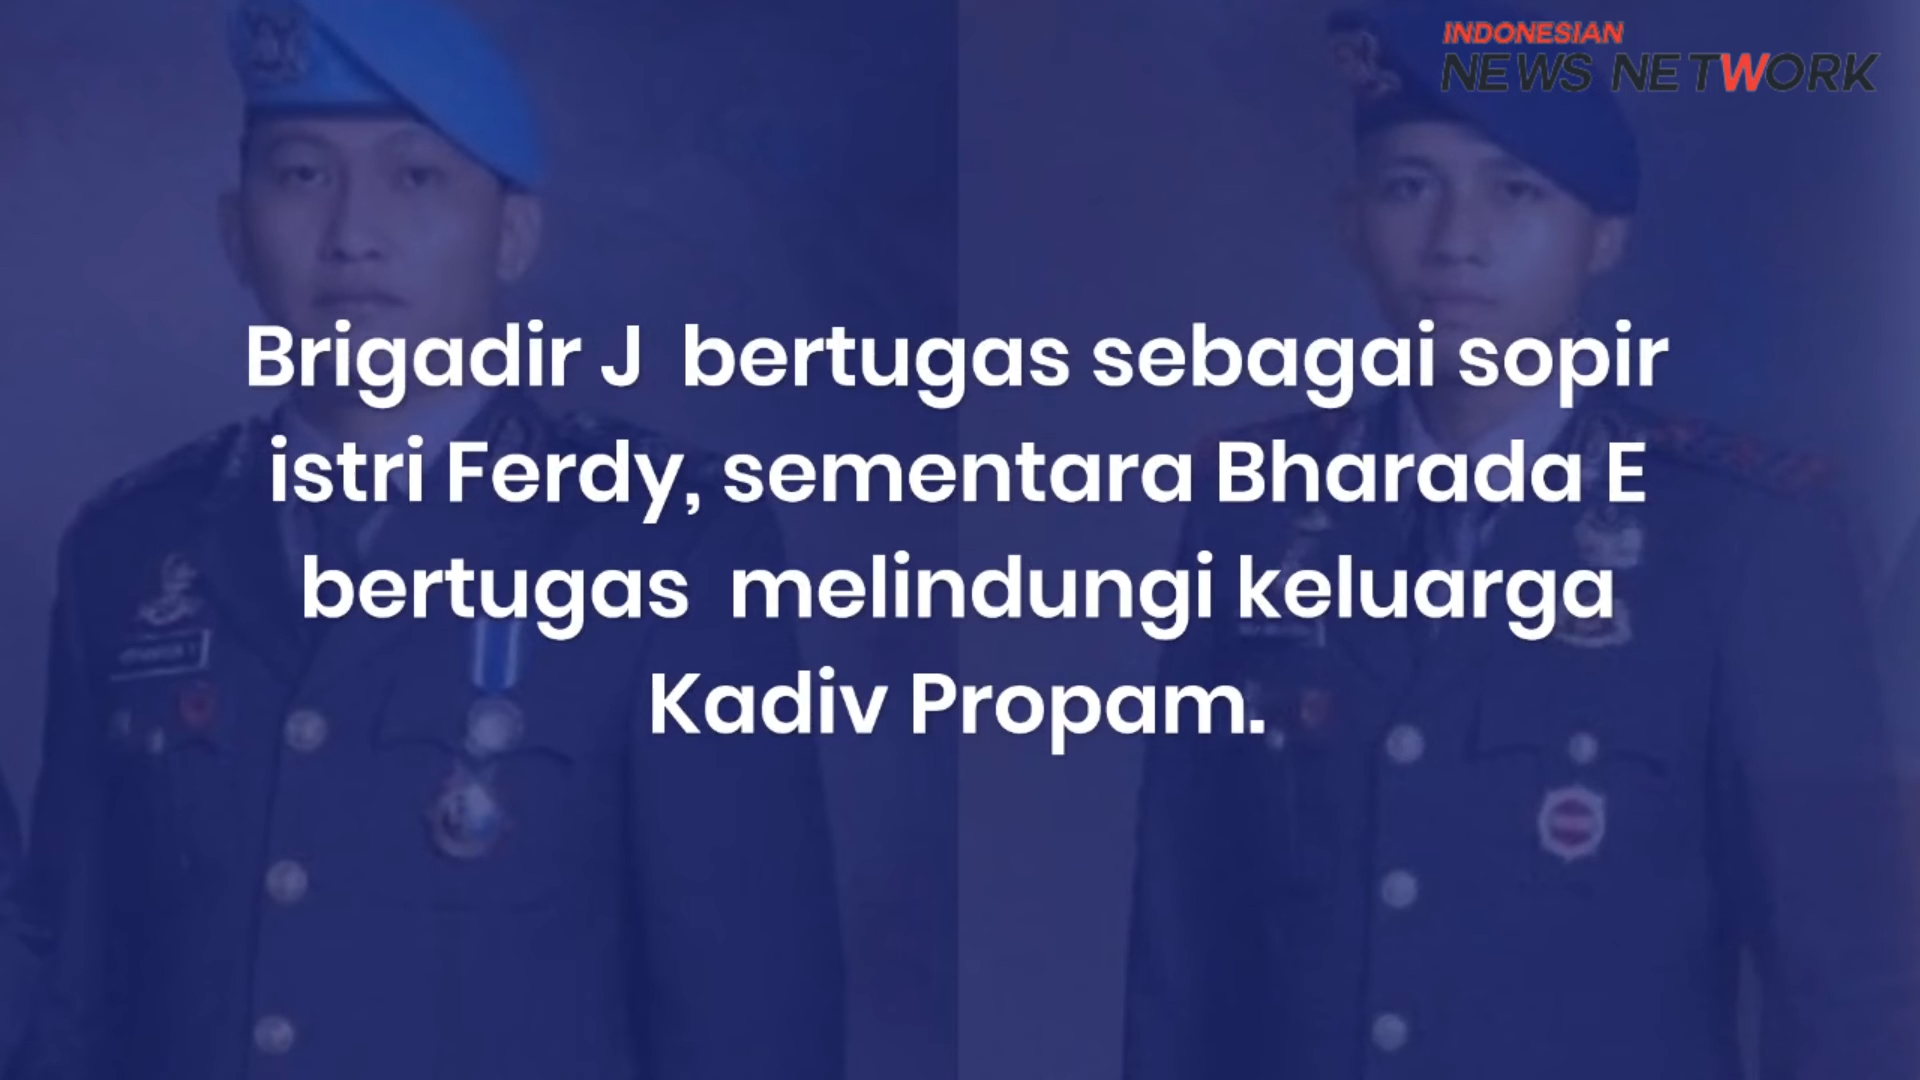 INDONESIAN
NEWS NETWORK
Brigadir J bertugas sebagai sopir
istri Ferdy, sementara Bharada E
bertugas melindungi keluarga
Kadiv Propam.